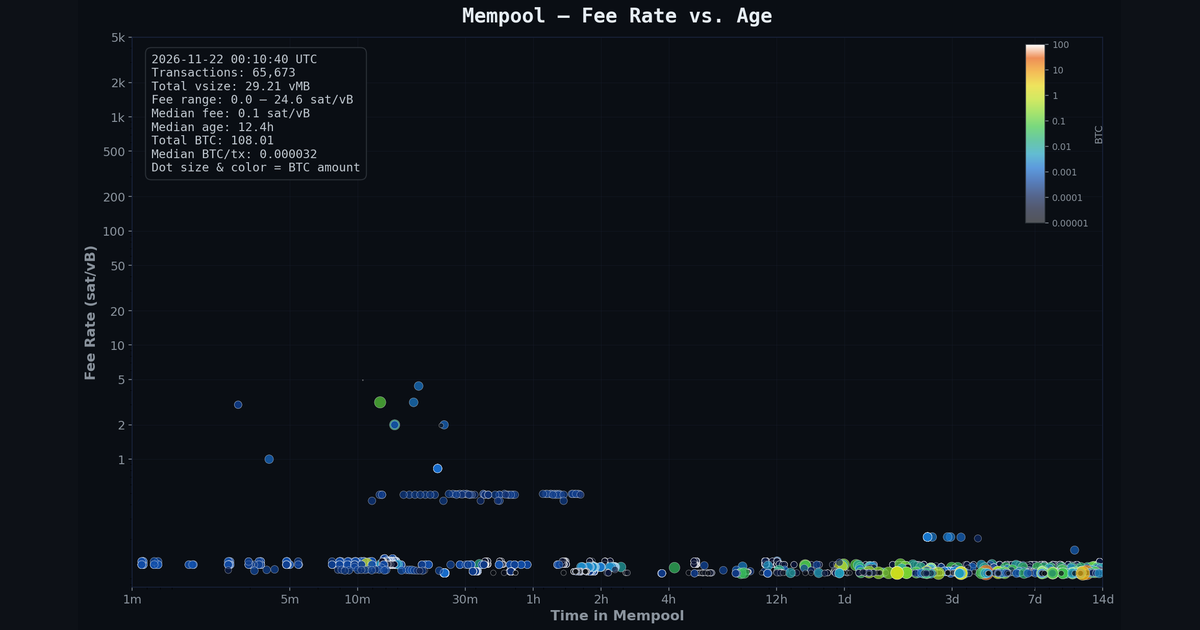 Mempool — Fee Rate vs. Age
2026-11-22 00:10:40 UTC
Transactions: 65,673
Total vsize: 29.21 vMB
Fee range: 0.0 – 24.6 sat/vB
Median fee: 0.1 sat/vB
Median age: 12.4h
Total BTC: 108.01
Median BTC/tx: 0.000032
Dot size & color = BTC amount
Fee Rate (sat/vB)
5k
2k
1k
500
200
100
50
20
10
5
2
1
100
10
1
0.1
0.01
0.001
0.0001
0.00001
BTC
1m 5m 10m 30m 1h 2h 4h 12h 1d 3d 7d 14d
Time in Mempool